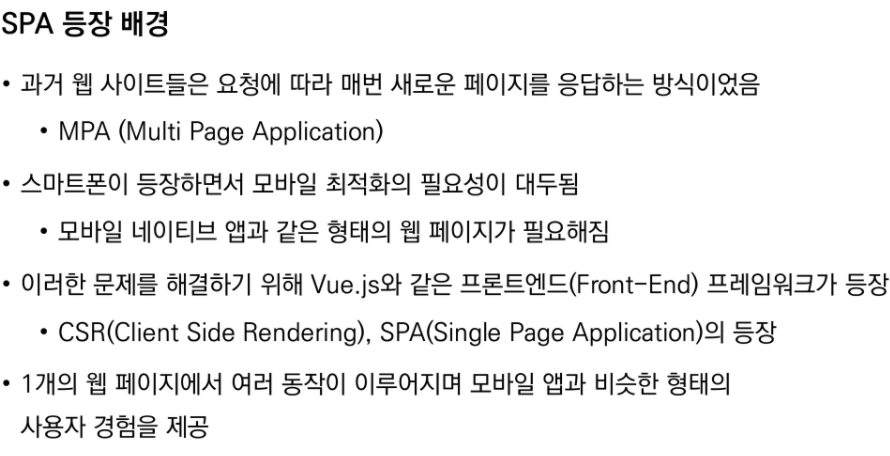 SPA 등장 배경
• 과거 웹 사이트들은 요청에 따라 매번 새로운 페이지를 응답하는 방식이었음
• MPA (Multi Page Application)
• 스마트폰이 등장하면서 모바일 최적화의 필요성이 대두됨
• 모바일 네이티브 앱과 같은 형태의 웹 페이지가 필요해짐
• 이러한 문제를 해결하기 위해 Vue.js와 같은 프론트엔드(Front-End) 프레임워크가 등장
• CSR(Client Side Rendering), SPA(Single Page Application)의 등장
• 1개의 웹 페이지에서 여러 동작이 이루어지며 모바일 앱과 비슷한 형태의
사용자 경험을 제공